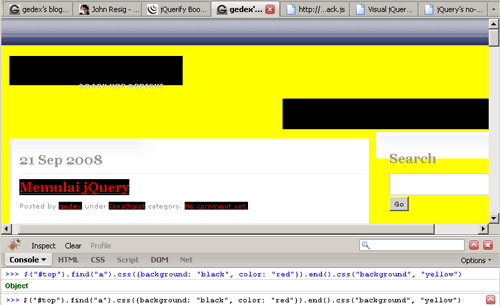 gedex's blog...
John Resig - ...
jQuerify Boo...
gedex'...
http://...ack.js
Visual jQuer...
jQuery's no-...
21 Sep 2008
Search
Memulai jQuery
Posted by gedex under JavaScript category. No comment yet.
Go
Inspect Clear Profile
Console HTML CSS Script DOM Net Options
>>> $("#top").find("a").css({background: "black", color: "red"}).end().css("background", "yellow")
Object
>>> $("#top").find("a").css({background: "black", color: "red"}).end().css("background", "yellow")